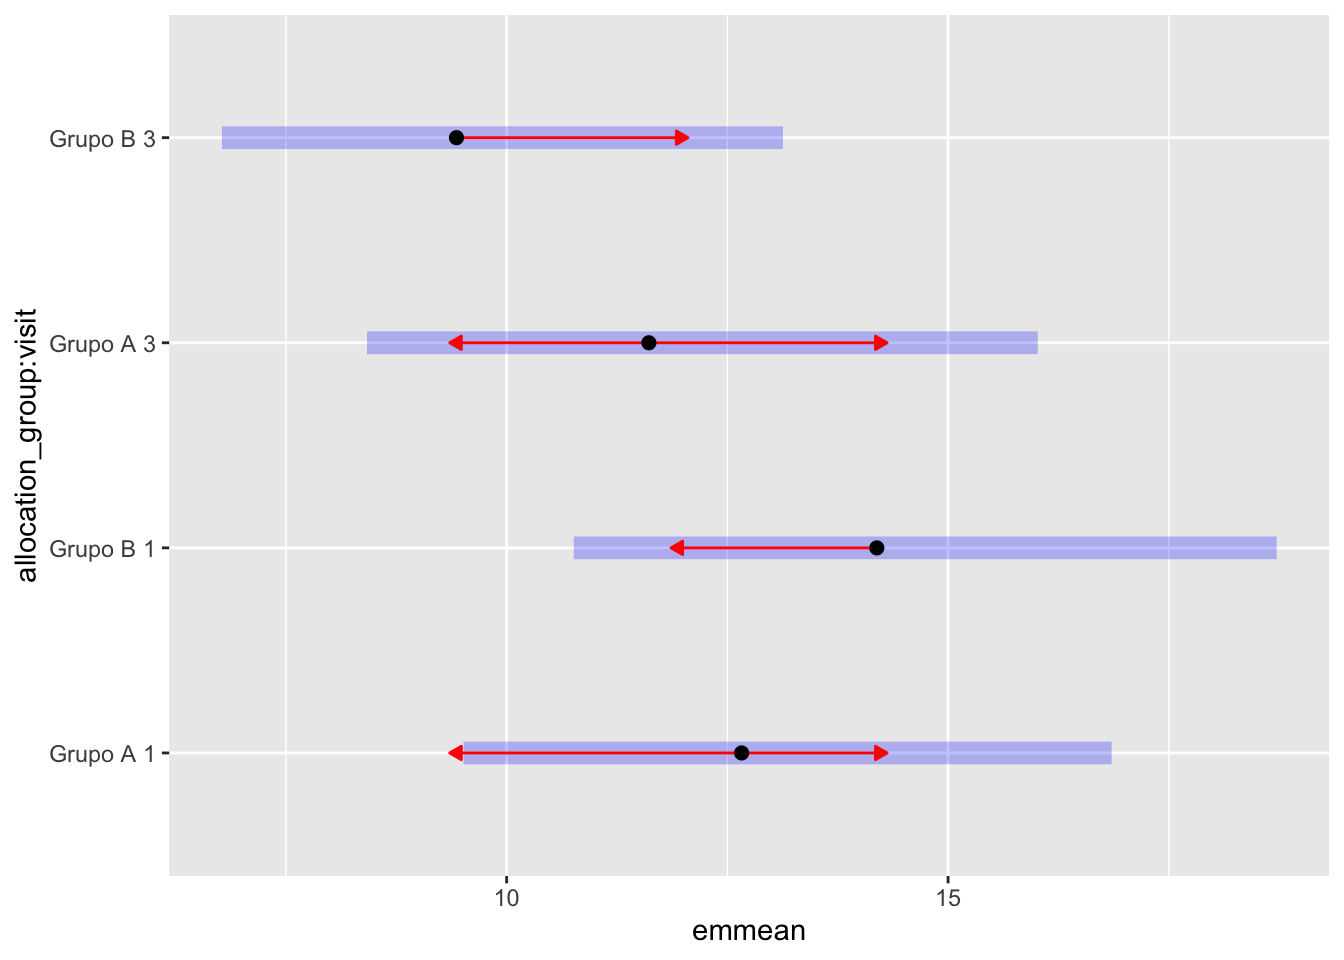 Grupo B 3
Grupo A 3
Grupo B 1
Grupo A 1
allocation_group:visit
10
15
emmean